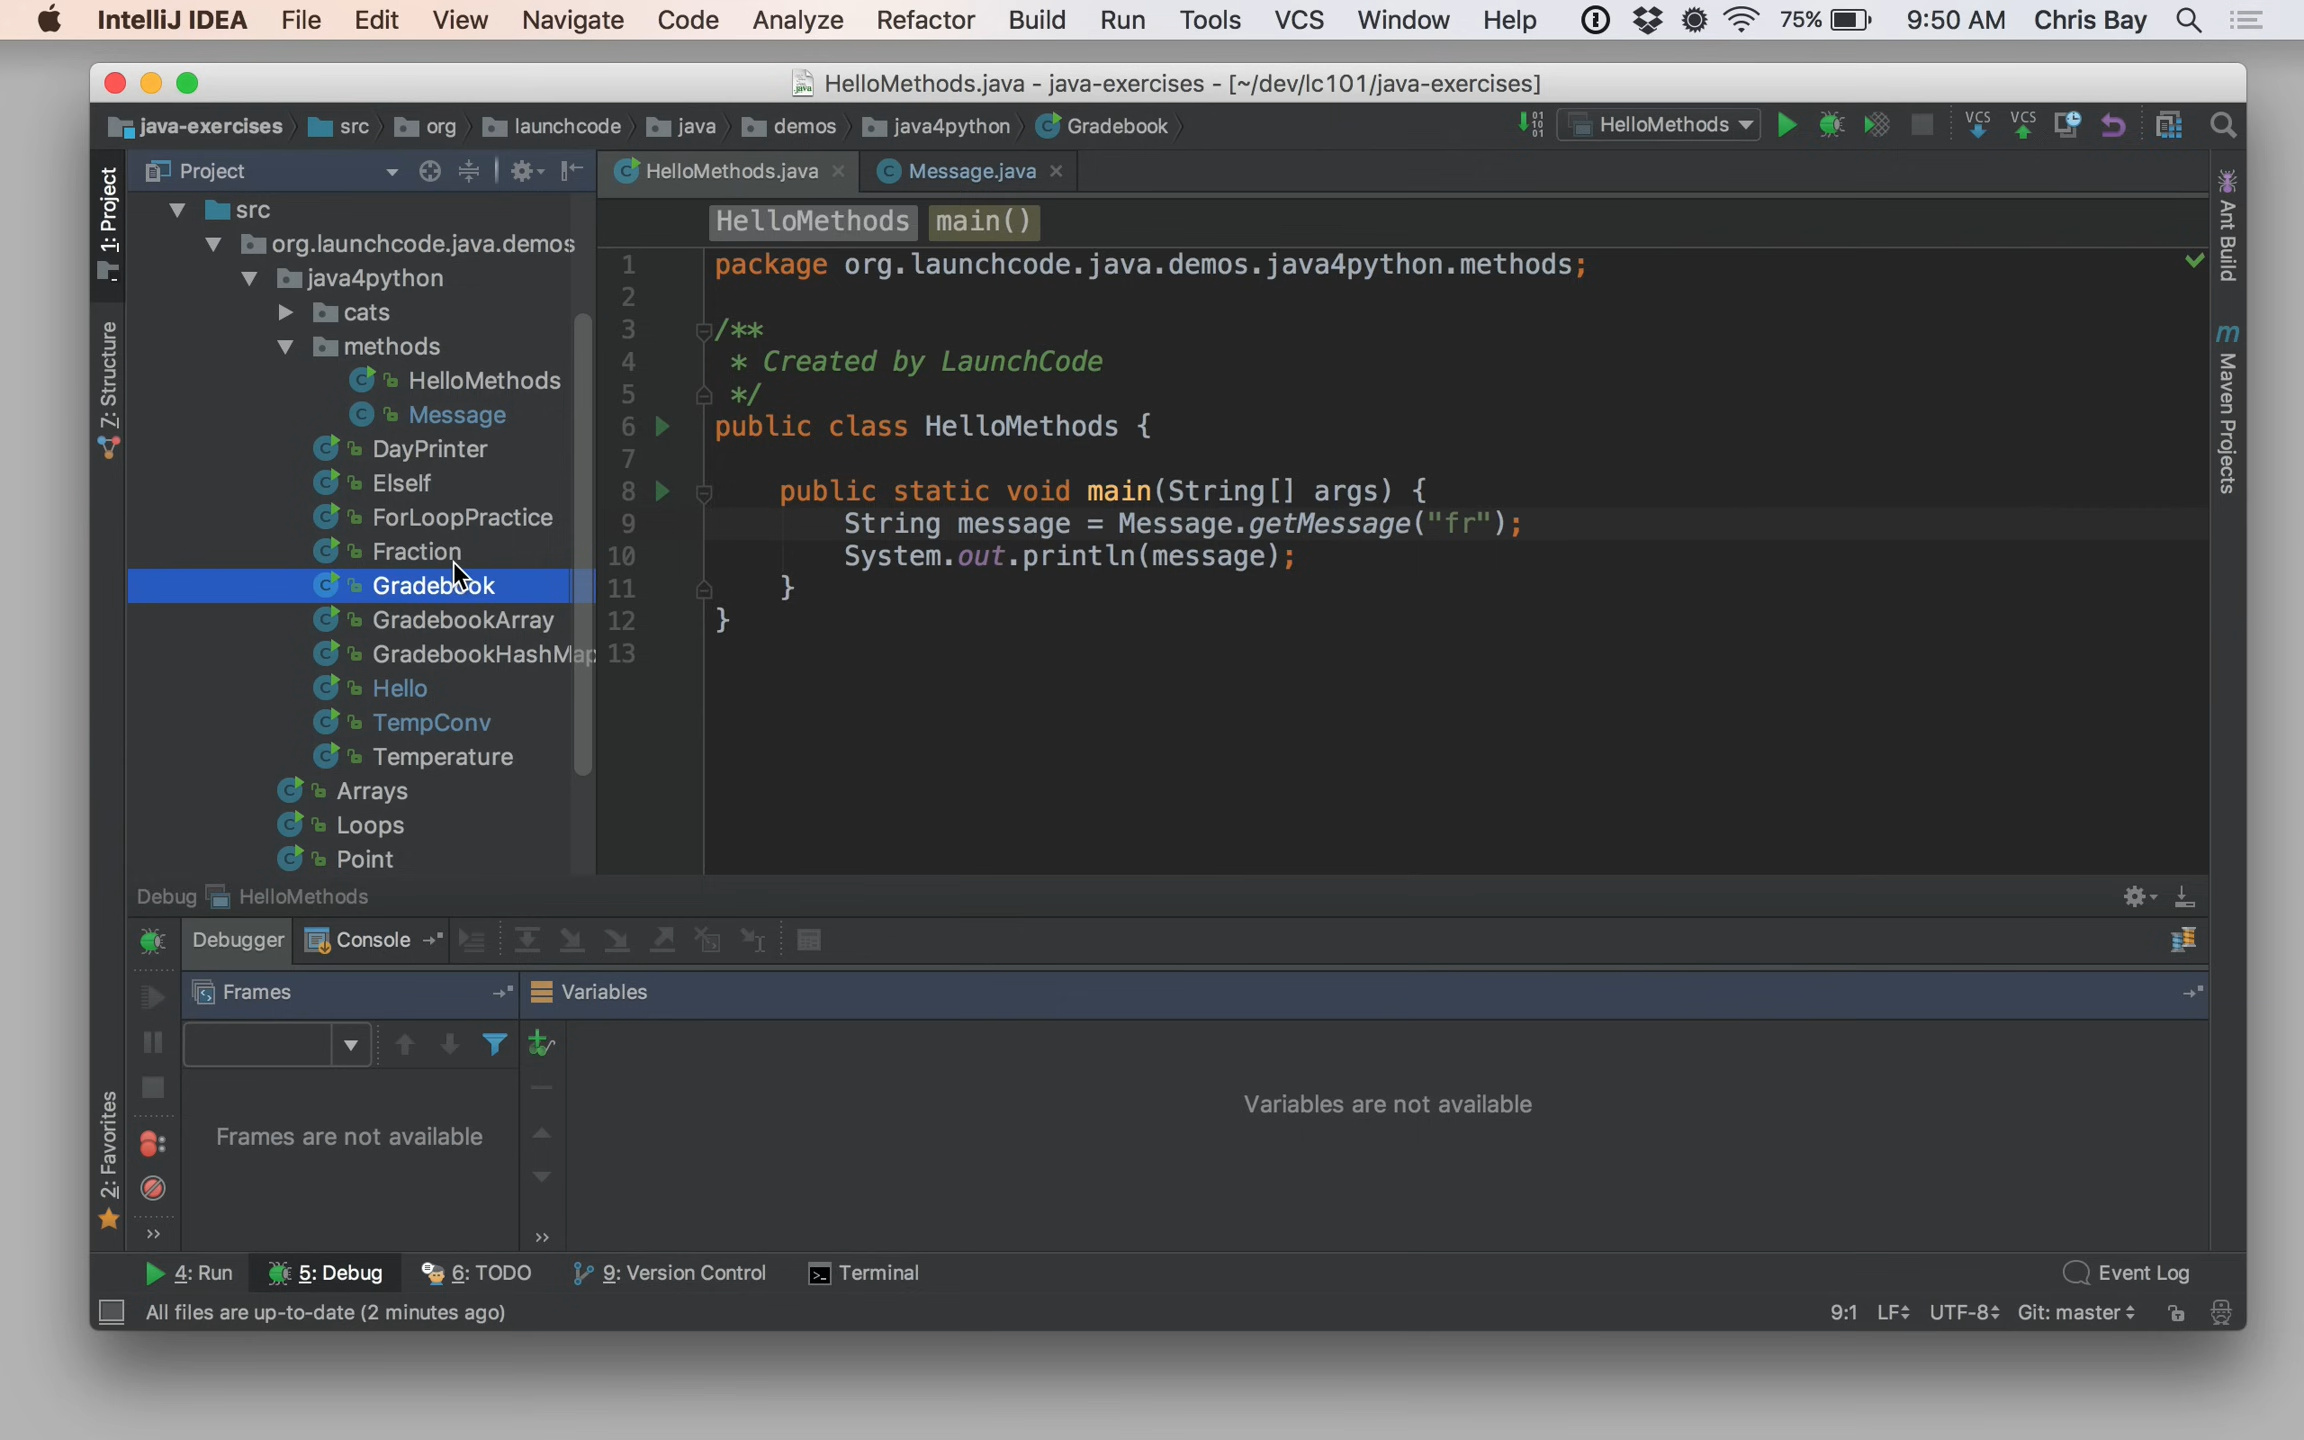 IntelliJ IDEA File Edit View Navigate Code Analyze Refactor Build Run Tools VCS Window Help 75% 9:50 AM Chris Bay
HelloMethods.java - java-exercises - [~/dev/lc101/java-exercises]
java-exercises src org launchcode java demos java4python Gradebook HelloMethods VCS VCS
1: Project
Z: Structure
2: Favorites
Project
src
org.launchcode.java.demos
java4python
cats
methods
HelloMethods
Message
DayPrinter
ElseIf
ForLoopPractice
Fraction
Gradebook
GradebookArray
GradebookHashMap
Hello
TempConv
Temperature
Arrays
Loops
Point
HelloMethods.java Message.java
HelloMethods main()
1 package org.launchcode.java.demos.java4python.methods;
2
3 /**
4 * Created by LaunchCode
5 */
6 public class HelloMethods {
7
8 public static void main(String[] args) {
9 String message = Message.getMessage("fr");
10 System.out.println(message);
11 }
12 }
13
Ant Build
m Maven Projects
Debug HelloMethods
Debugger Console
Frames
Variables
Frames are not available
Variables are not available
4: Run 5: Debug 6: TODO 9: Version Control Terminal Event Log
All files are up-to-date (2 minutes ago) 9:1 LF UTF-8 Git: master